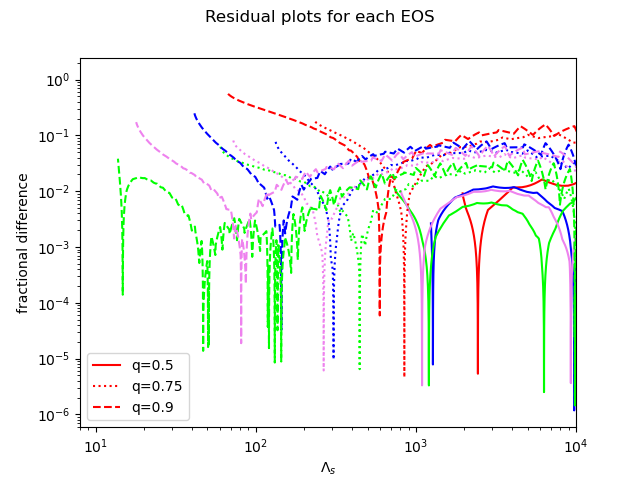 Residual plots for each EOS
fractional difference
10⁰
10⁻¹
10⁻²
10⁻³
10⁻⁴
10⁻⁵
10⁻⁶
q=0.5
q=0.75
q=0.9
10¹ 10² 10³ 10⁴
Λₛ